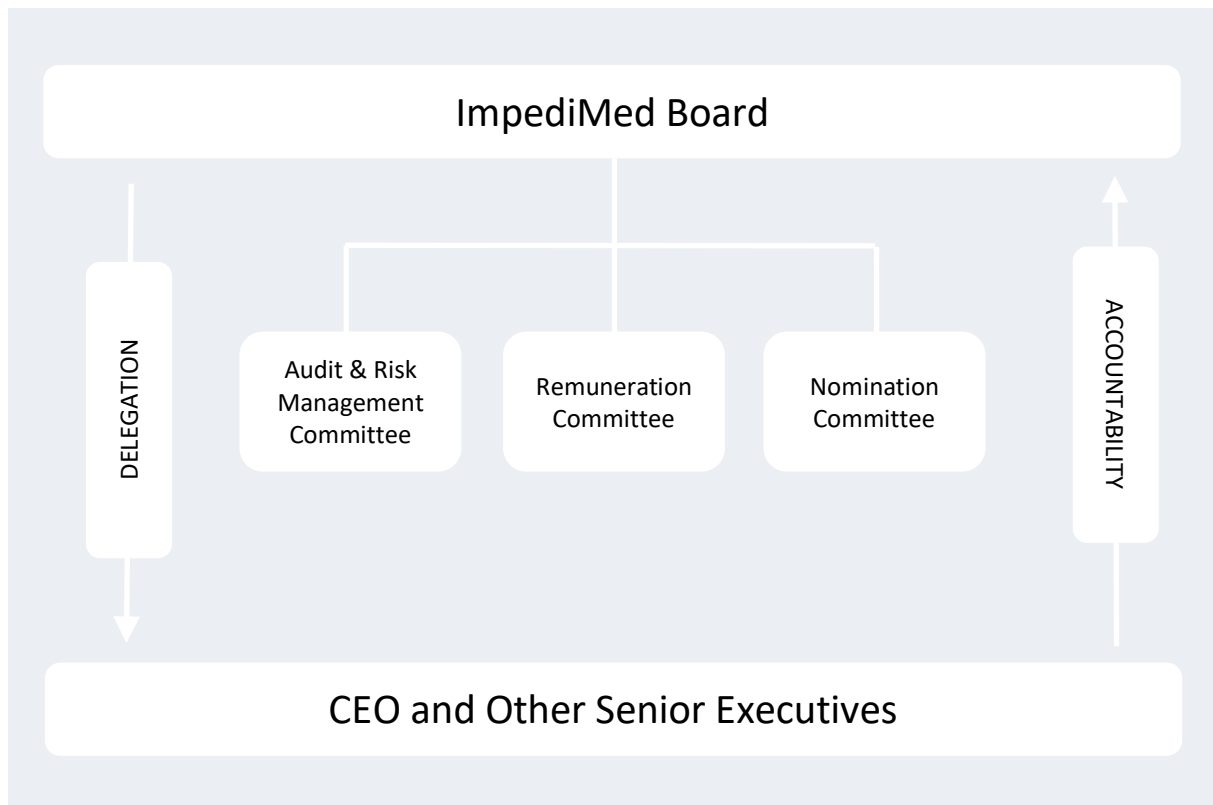 ImpediMed Board
DELEGATION
Audit & Risk
Management
Committee
Remuneration
Committee
Nomination
Committee
ACCOUNTABILITY
CEO and Other Senior Executives